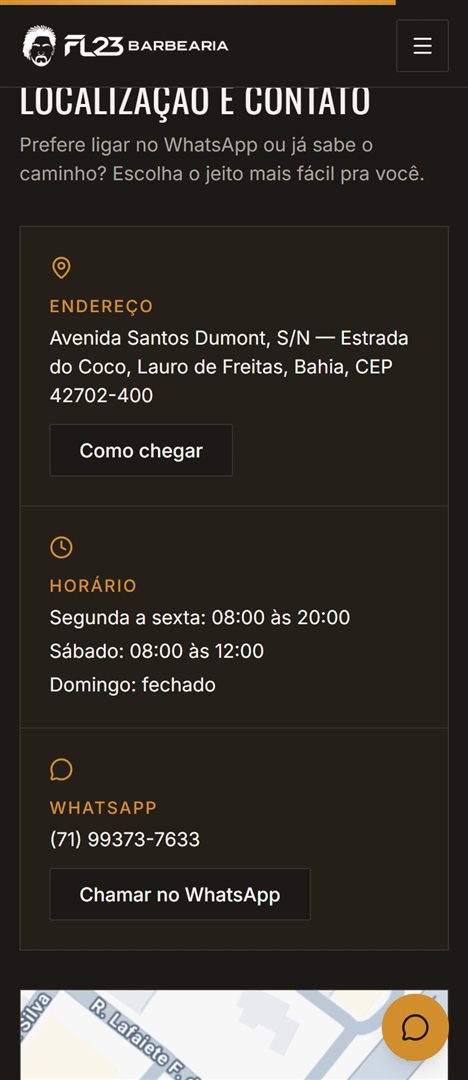 FL23 BARBEARIA
LOCALIZAÇÃO E CONTATO
Prefere ligar no WhatsApp ou já sabe o
caminho? Escolha o jeito mais fácil pra você.
ENDEREÇO
Avenida Santos Dumont, S/N — Estrada
do Coco, Lauro de Freitas, Bahia, CEP
42702-400
Como chegar
HORÁRIO
Segunda a sexta: 08:00 às 20:00
Sábado: 08:00 às 12:00
Domingo: fechado
WHATSAPP
(71) 99373-7633
Chamar no WhatsApp
Silva
R. Lafaiete F.